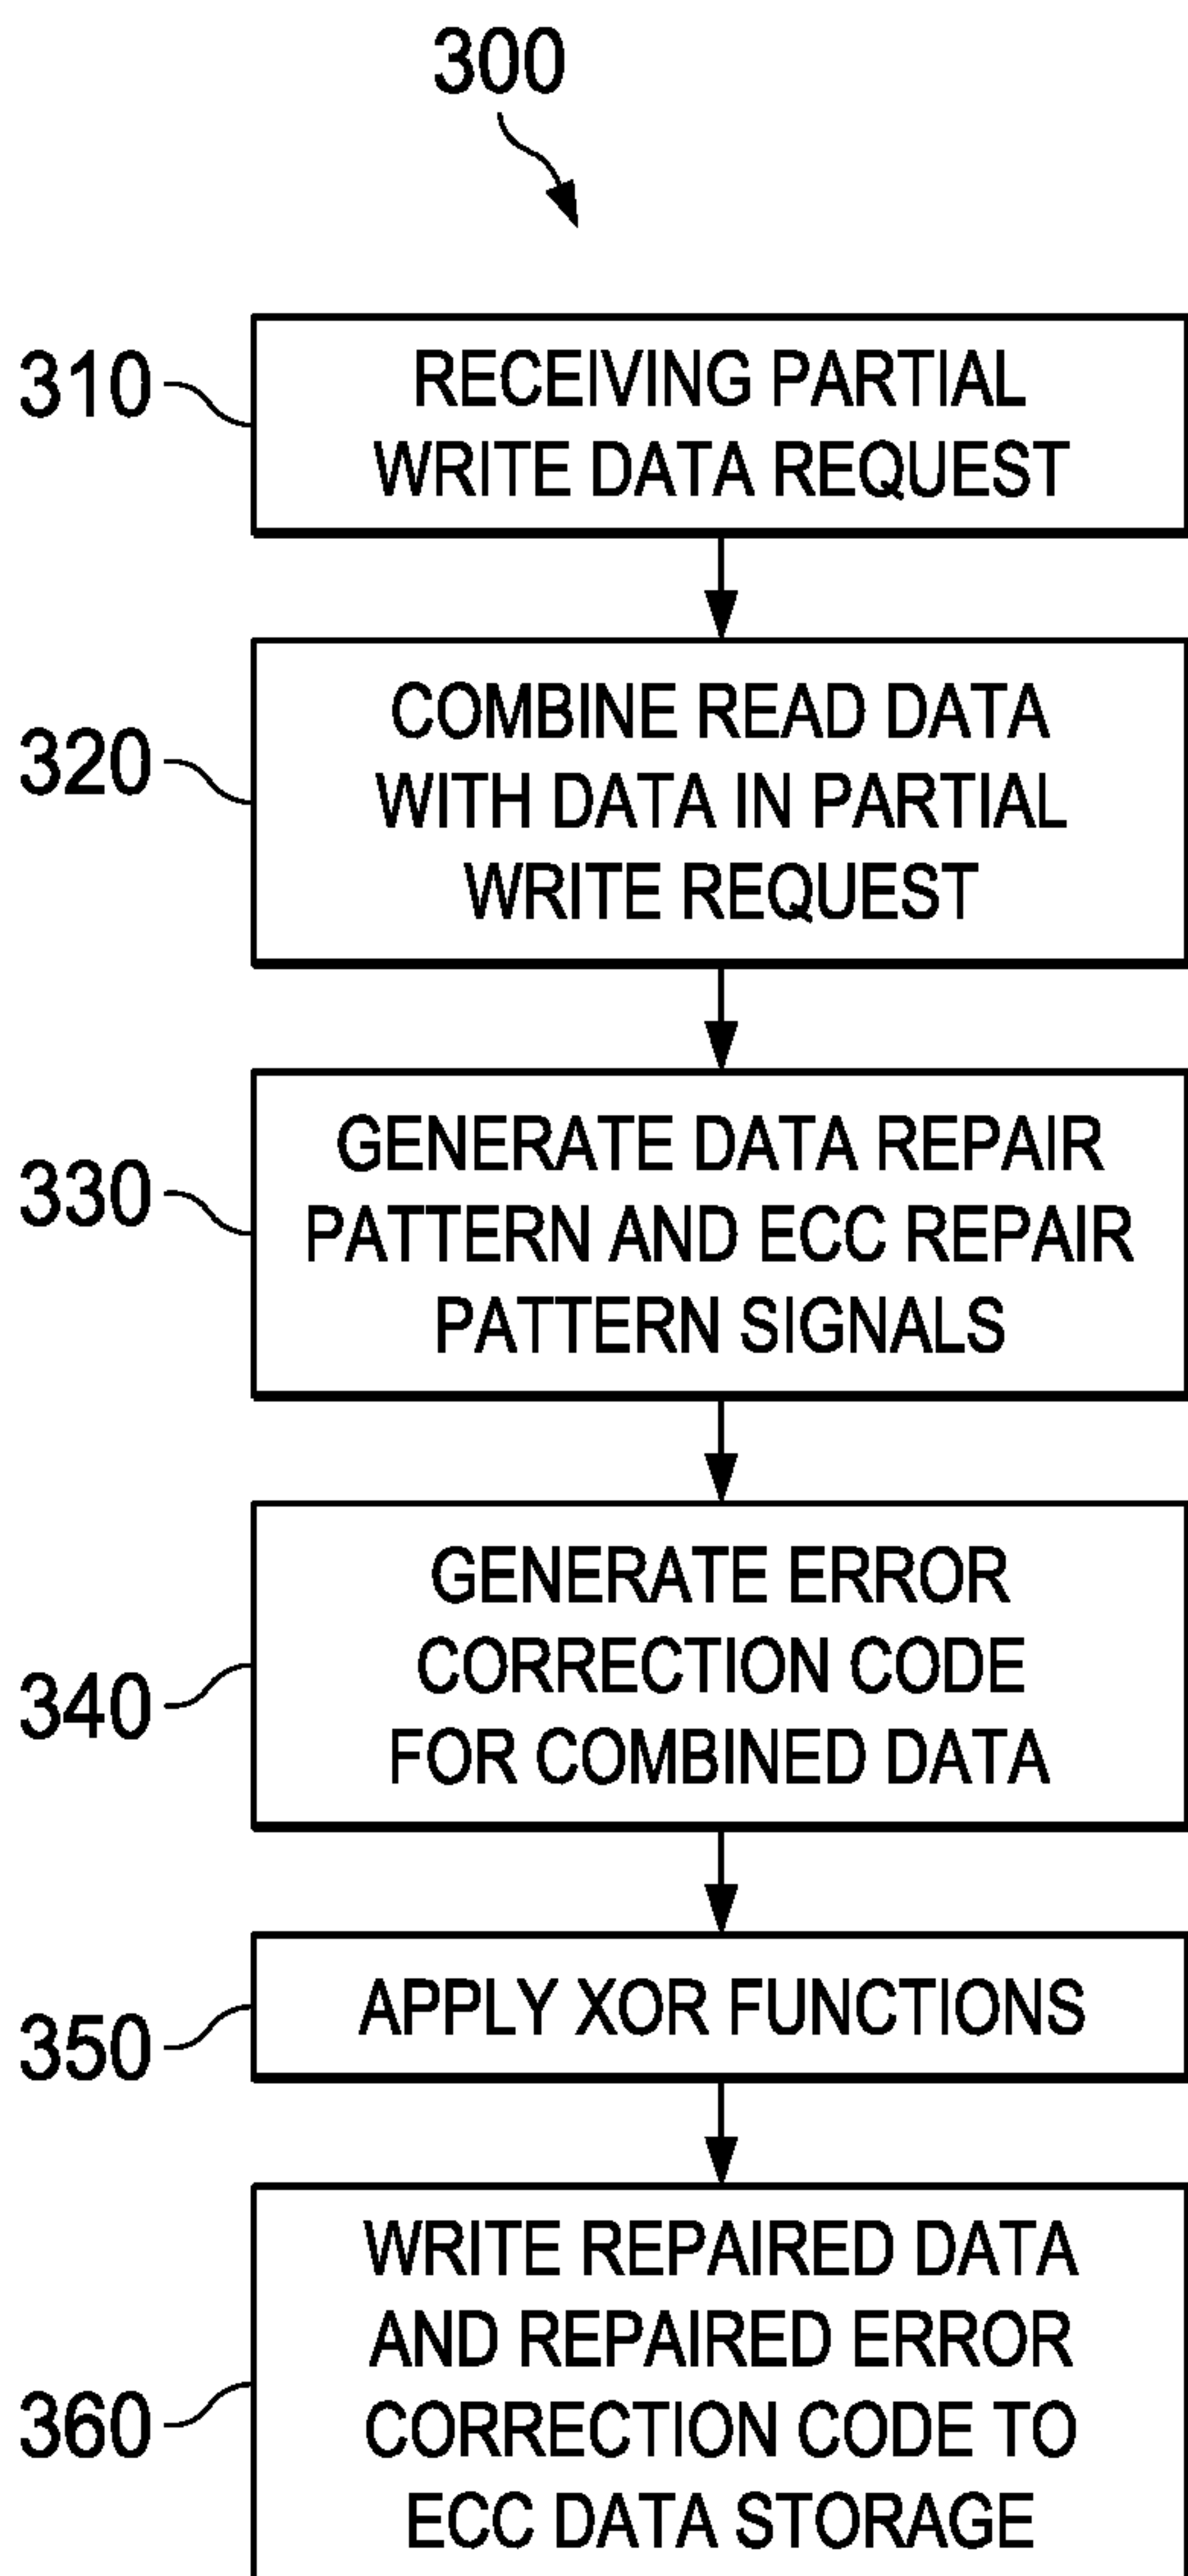 300
310
RECEIVING PARTIAL
WRITE DATA REQUEST
320
COMBINE READ DATA
WITH DATA IN PARTIAL
WRITE REQUEST
330
GENERATE DATA REPAIR
PATTERN AND ECC REPAIR
PATTERN SIGNALS
340
GENERATE ERROR
CORRECTION CODE
FOR COMBINED DATA
350
APPLY XOR FUNCTIONS
360
WRITE REPAIRED DATA
AND REPAIRED ERROR
CORRECTION CODE TO
ECC DATA STORAGE